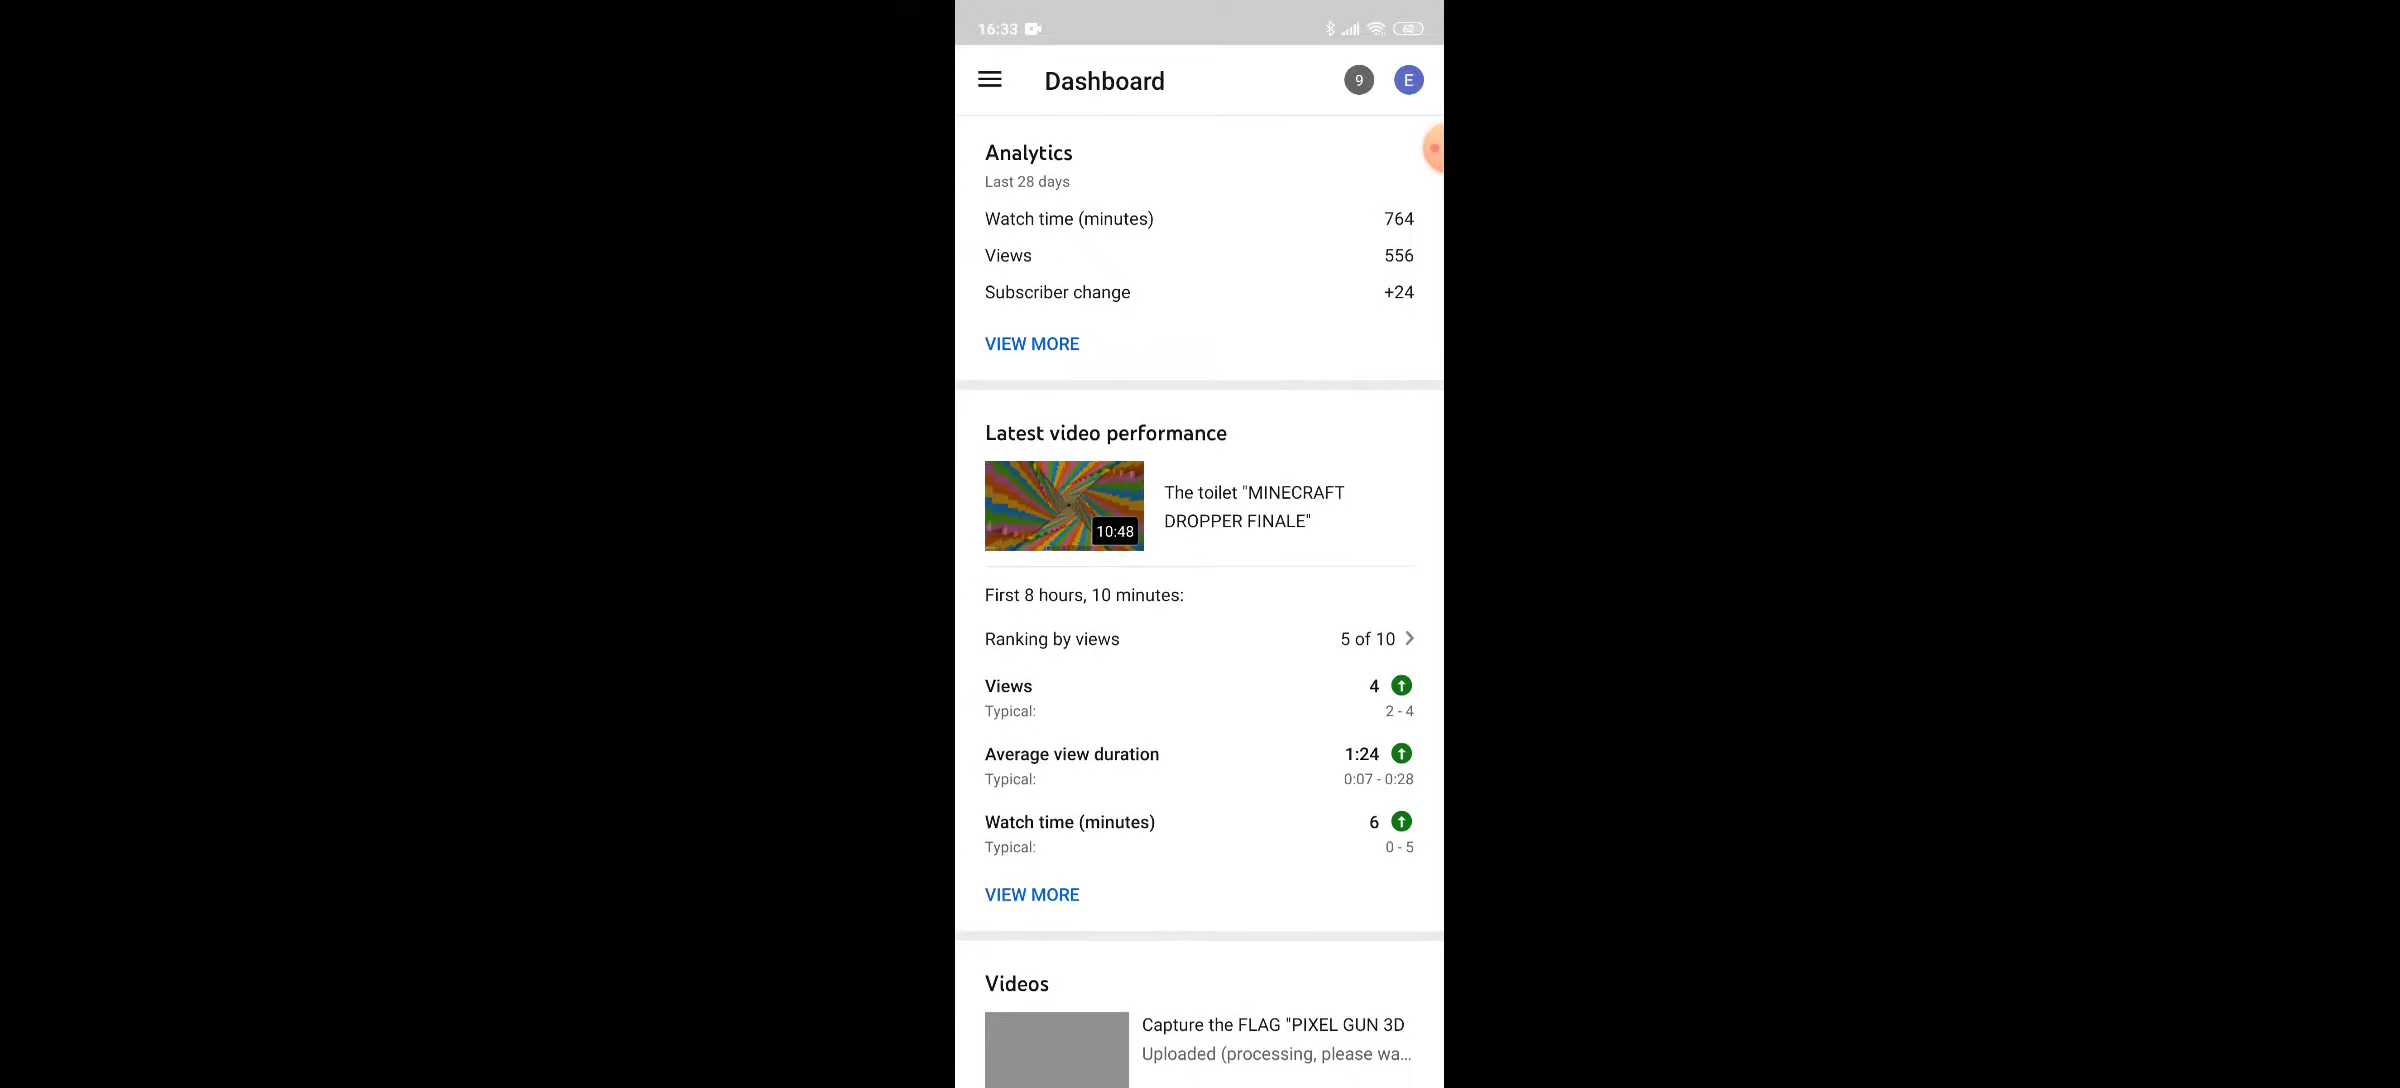 16:33
62
Dashboard
9
E
Analytics
Last 28 days
Watch time (minutes) 764
Views 556
Subscriber change +24
VIEW MORE
Latest video performance
10:48
The toilet "MINECRAFT
DROPPER FINALE"
First 8 hours, 10 minutes:
Ranking by views 5 of 10
Views 4
Typical: 2 - 4
Average view duration 1:24
Typical: 0:07 - 0:28
Watch time (minutes) 6
Typical: 0 - 5
VIEW MORE
Videos
Capture the FLAG "PIXEL GUN 3D
Uploaded (processing, please wa...